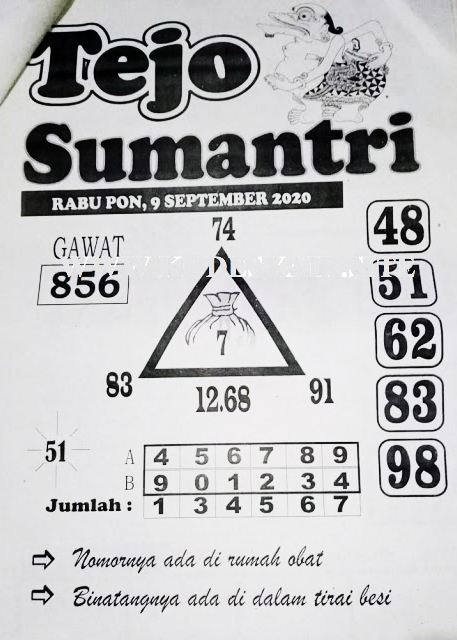 Tejo
Sumantri
RABU PON, 9 SEPTEMBER 2020
74
GAWAT
856
7
83
12.68
91
48
51
62
83
98
51
A 4 5 6 7 8 9
B 9 0 1 2 3 4
Jumlah : 1 3 4 5 6 7
Nomornya ada di rumah obat
Binatangnya ada di dalam tirai besi